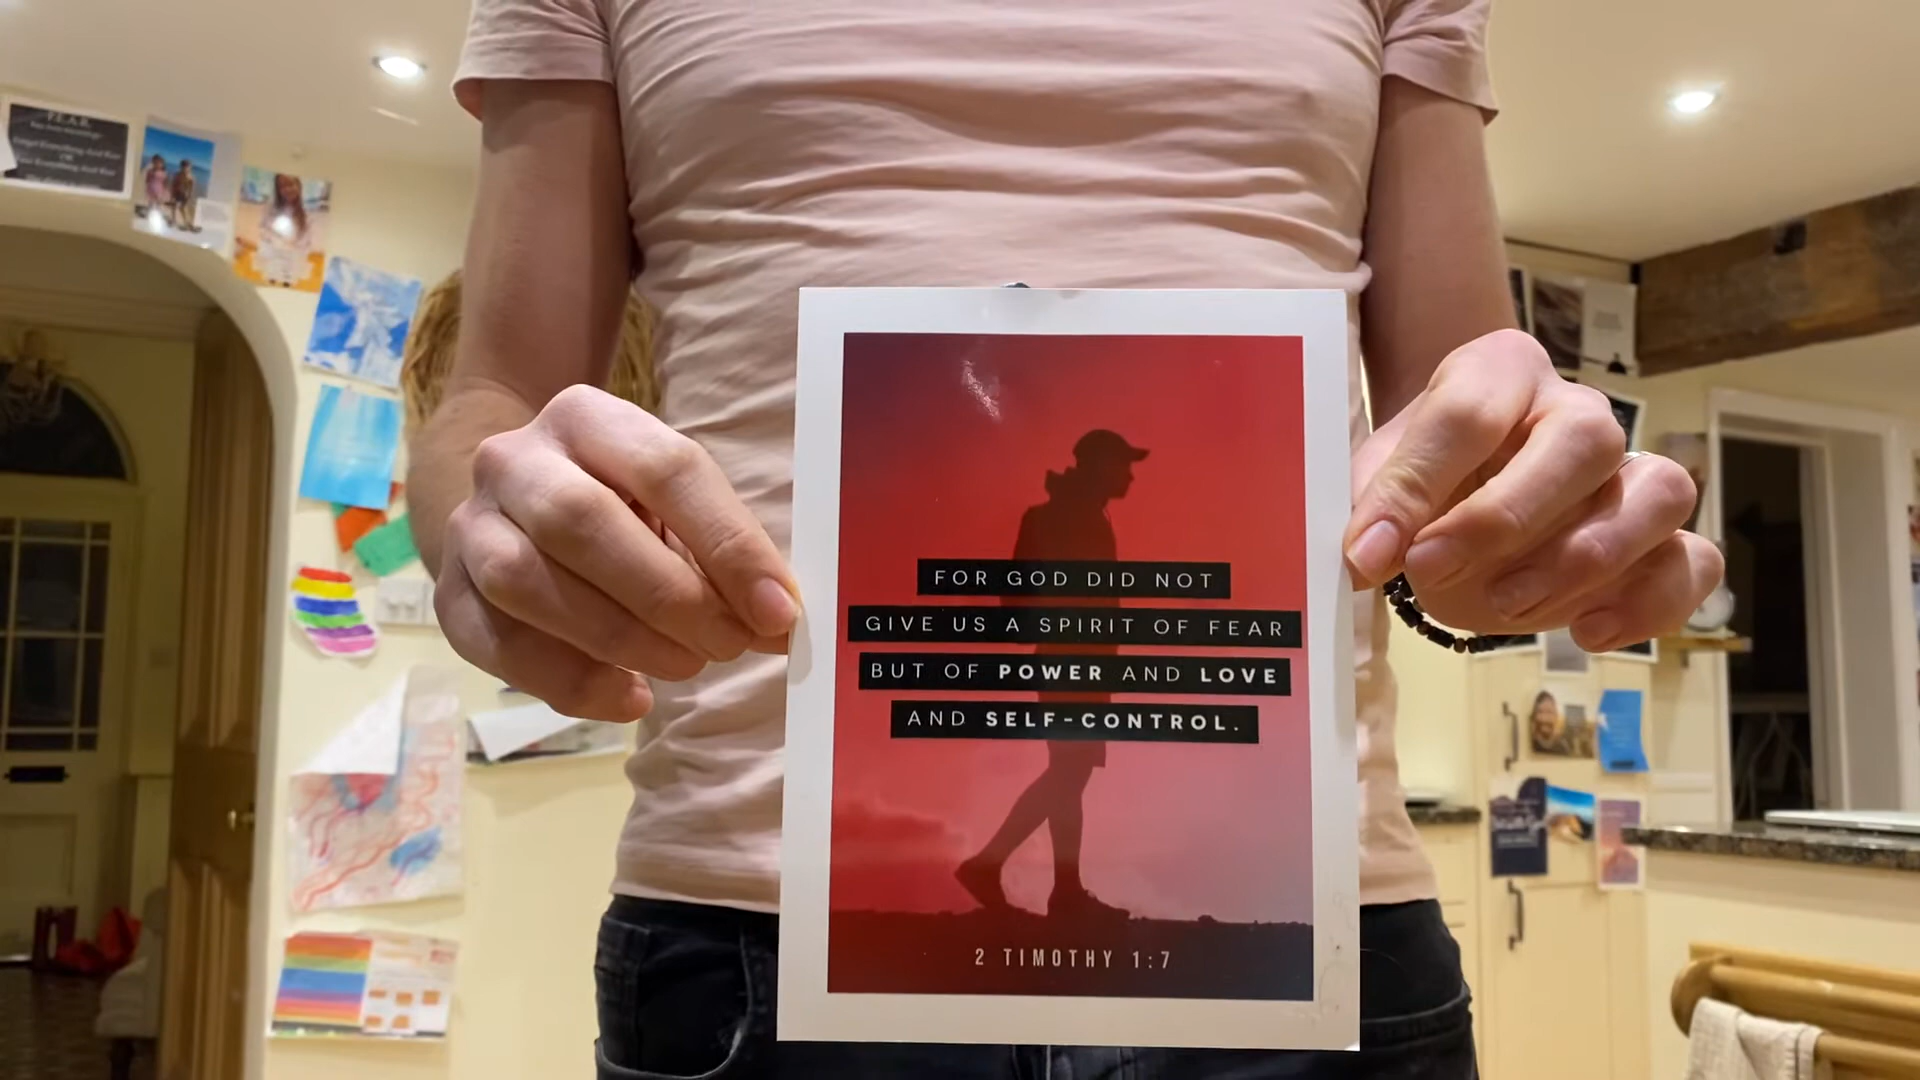 F.E.A.R.
FOR GOD DID NOT
GIVE US A SPIRIT OF FEAR
BUT OF POWER AND LOVE
AND SELF-CONTROL.
2 TIMOTHY 1:7